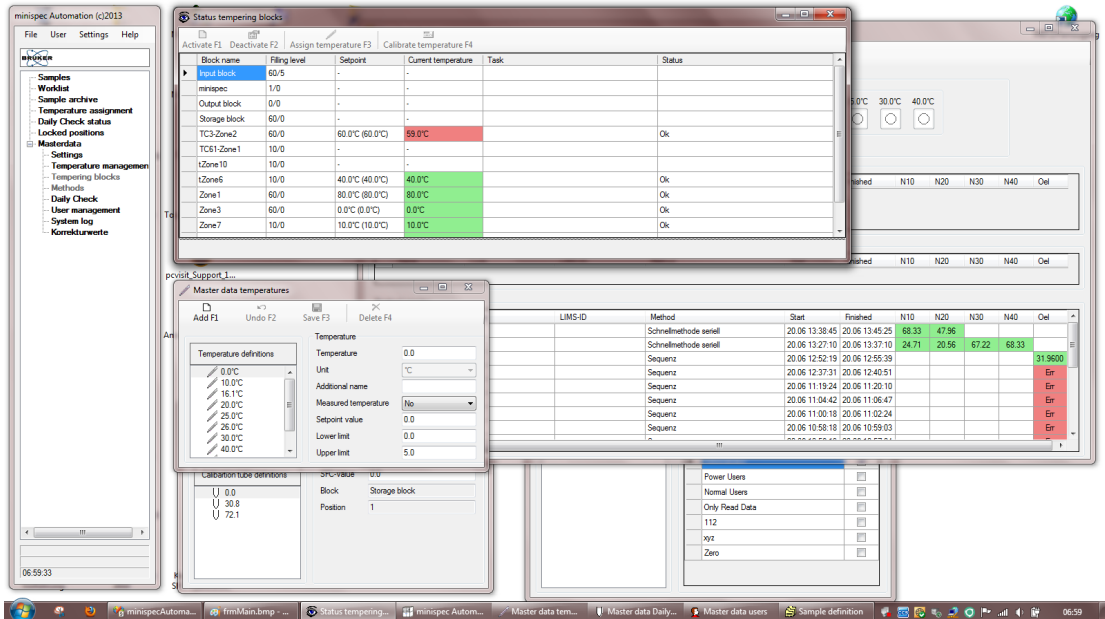 minispec Automation (c)2013
File User Settings Help
BRUKER
Samples
Worklist
Sample archive
Temperature assignment
Daily Check status
Locked positions
Masterdata
Settings
Temperature managemen
Tempering blocks
Methods
Daily Check
User management
System log
Korrekturwerte
06:59:33
Status tempering blocks
Activate F1 Deactivate F2 Assign temperature F3 Calibrate temperature F4
Block name Filling level Setpoint Current temperature Task Status
Input block 60/5 - -
minispec 1/0 - -
Output block 0/0 - -
Storage block 60/0 - -
TC3-Zone2 60/0 60.0°C (60.0°C) 59.0°C Ok
TC61-Zone1 10/0 - -
tZone10 10/0 - -
tZone6 10/0 40.0°C (40.0°C) 40.0°C Ok
Zone1 60/0 80.0°C (80.0°C) 80.0°C Ok
Zone3 60/0 0.0°C (0.0°C) 0.0°C Ok
Zone7 10/0 10.0°C (10.0°C) 10.0°C Ok
30.0°C 40.0°C
N10 N20 N30 N40 Oel
N10 N20 N30 N40 Oel
pcvisit_Support_1...
Master data temperatures
Add F1 Undo F2 Save F3 Delete F4
Temperature definitions
0.0°C
10.0°C
16.1°C
20.0°C
25.0°C
26.0°C
30.0°C
40.0°C
Temperature
Temperature 0.0
Unit °C
Additional name
Measured temperature No
Setpoint value 0.0
Lower limit 0.0
Upper limit 5.0
LIMS-ID Method Start Finished N10 N20 N30 N40 Oel
Schnellmethode seriell 20.06 13:38:45 20.06 13:45:25 68.33 47.96
Schnellmethode seriell 20.06 13:27:10 20.06 13:37:10 24.71 20.56 67.22 68.33
Sequenz 20.06 12:52:19 20.06 12:55:39 31.9600
Sequenz 20.06 12:37:31 20.06 12:40:51 Err
Sequenz 20.06 11:19:24 20.06 11:20:10 Err
Sequenz 20.06 11:04:42 20.06 11:06:47 Err
Sequenz 20.06 11:00:18 20.06 11:02:24 Err
Sequenz 20.06 10:58:18 20.06 10:59:03 Err
Calibartion tube definitions
0.0
30.8
72.1
SFC-Value 0.0
Block Storage block
Position 1
Power Users
Normal Users
Only Read Data
112
xyz
Zero
minispecAutoma... frmMain.bmp - ... Status tempering... minispec Autom... Master data tem... Master data Daily... Master data users Sample definition 06:59